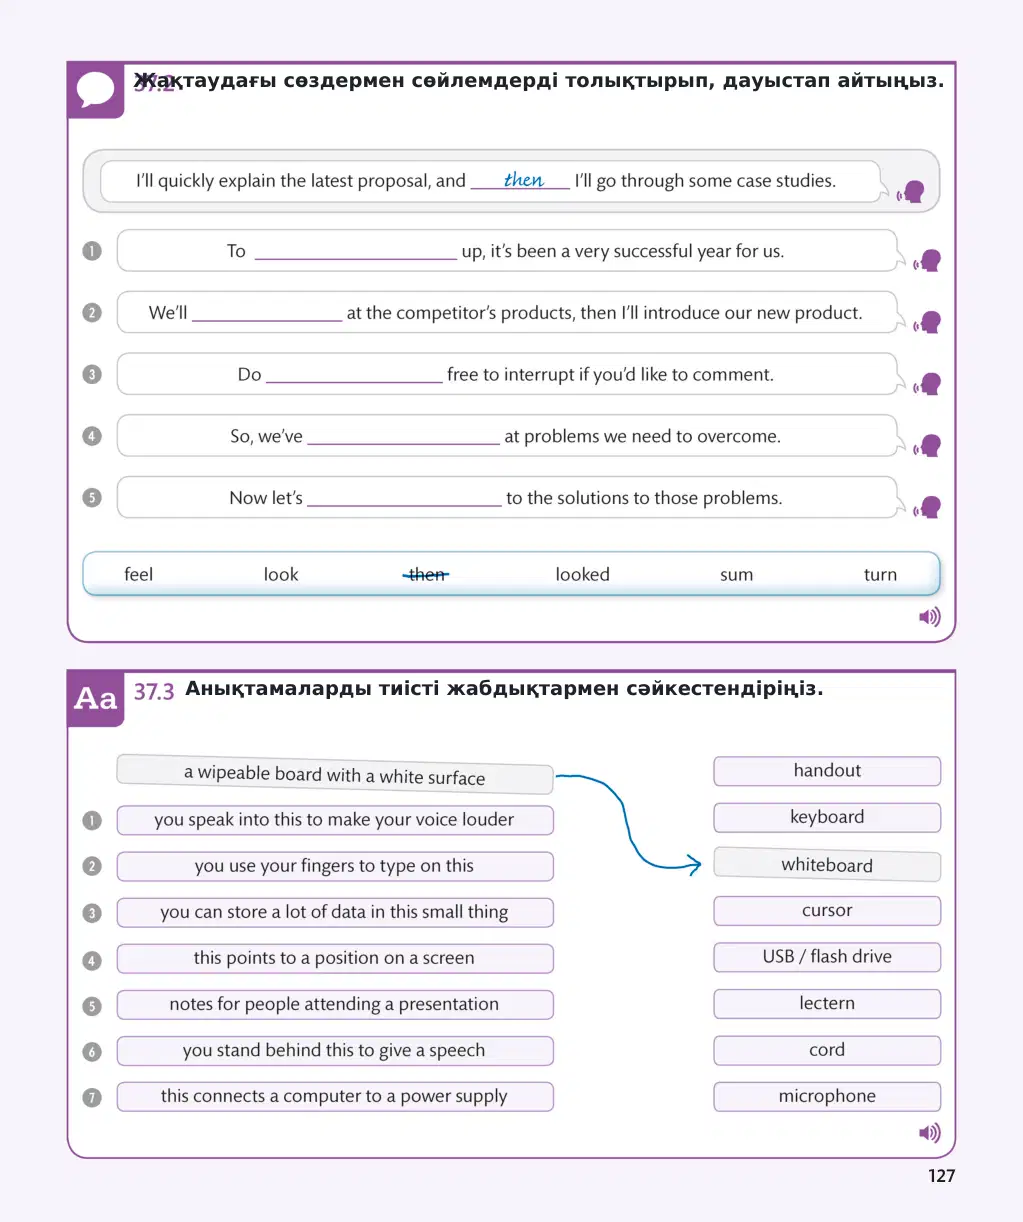 37.2 Жақтаудағы сөздермен сөйлемдерді толықтырып, дауыстап айтыңыз.
I'll quickly explain the latest proposal, and then I'll go through some case studies.
1 To ____ up, it's been a very successful year for us.
2 We'll ____ at the competitor's products, then I'll introduce our new product.
3 Do ____ free to interrupt if you'd like to comment.
4 So, we've ____ at problems we need to overcome.
5 Now let's ____ to the solutions to those problems.
feel look then looked sum turn
Aa 37.3 Анықтамаларды тиісті жабдықтармен сәйкестендіріңіз.
a wipeable board with a white surface
handout
1 you speak into this to make your voice louder
keyboard
2 you use your fingers to type on this
whiteboard
3 you can store a lot of data in this small thing
cursor
4 this points to a position on a screen
USB / flash drive
5 notes for people attending a presentation
lectern
6 you stand behind this to give a speech
cord
7 this connects a computer to a power supply
microphone
127